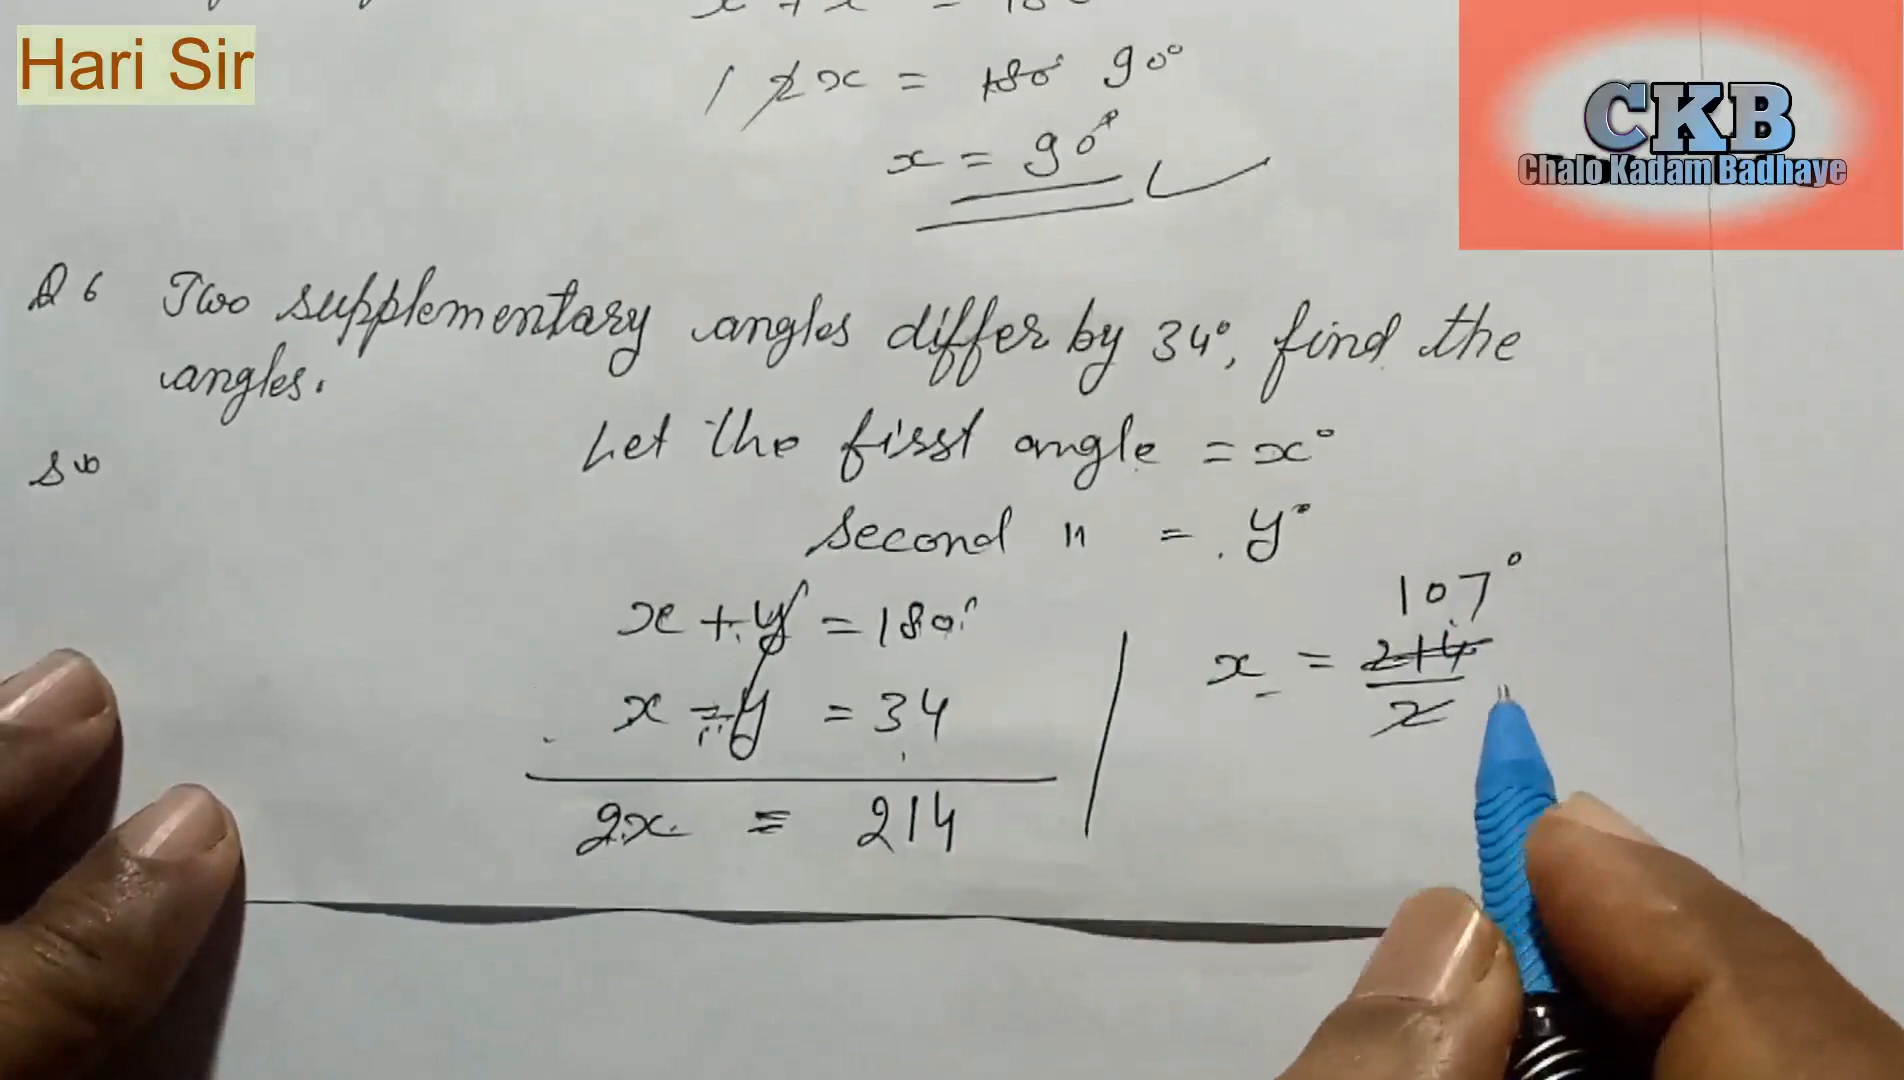 Hari Sir
CKB
Chalo Kadam Badhaye
1 2x = 180 90°
x = 90°
Q 6 Two supplementary angles differ by 34°, find the
angles.
Let the first angle = x°
second 11 = y°
x + y = 180°
x - y = 34
2x = 214
107°
x = 214
2